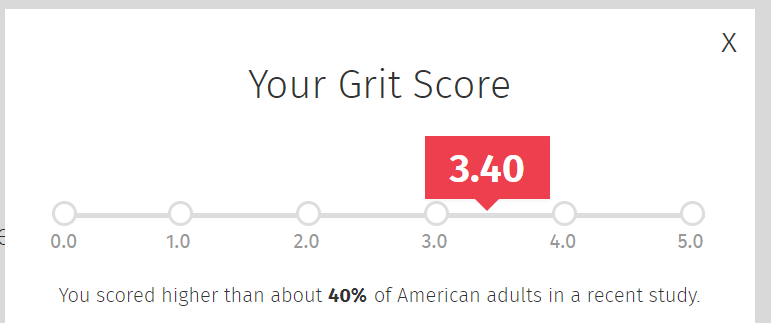 X
Your Grit Score
3.40
0.0 1.0 2.0 3.0 4.0 5.0
You scored higher than about 40% of American adults in a recent study.